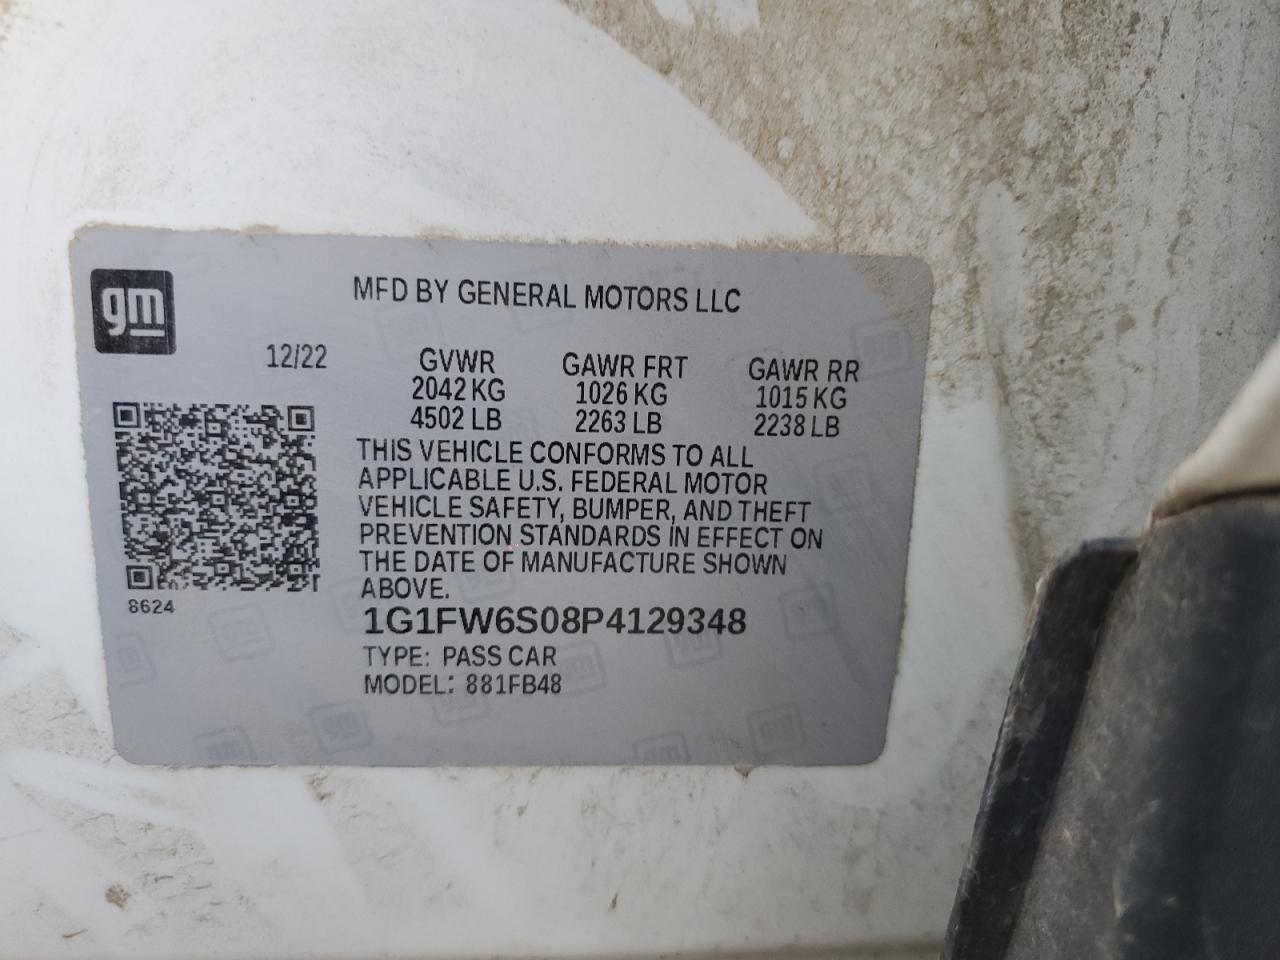 gm
MFD BY GENERAL MOTORS LLC
12/22
GVWR GAWR FRT GAWR RR
2042 KG 1026 KG 1015 KG
4502 LB 2263 LB 2238 LB
THIS VEHICLE CONFORMS TO ALL
APPLICABLE U.S. FEDERAL MOTOR
VEHICLE SAFETY, BUMPER, AND THEFT
PREVENTION STANDARDS IN EFFECT ON
THE DATE OF MANUFACTURE SHOWN
ABOVE.
8624
1G1FW6S08P4129348
TYPE: PASS CAR
MODEL: 881FB48